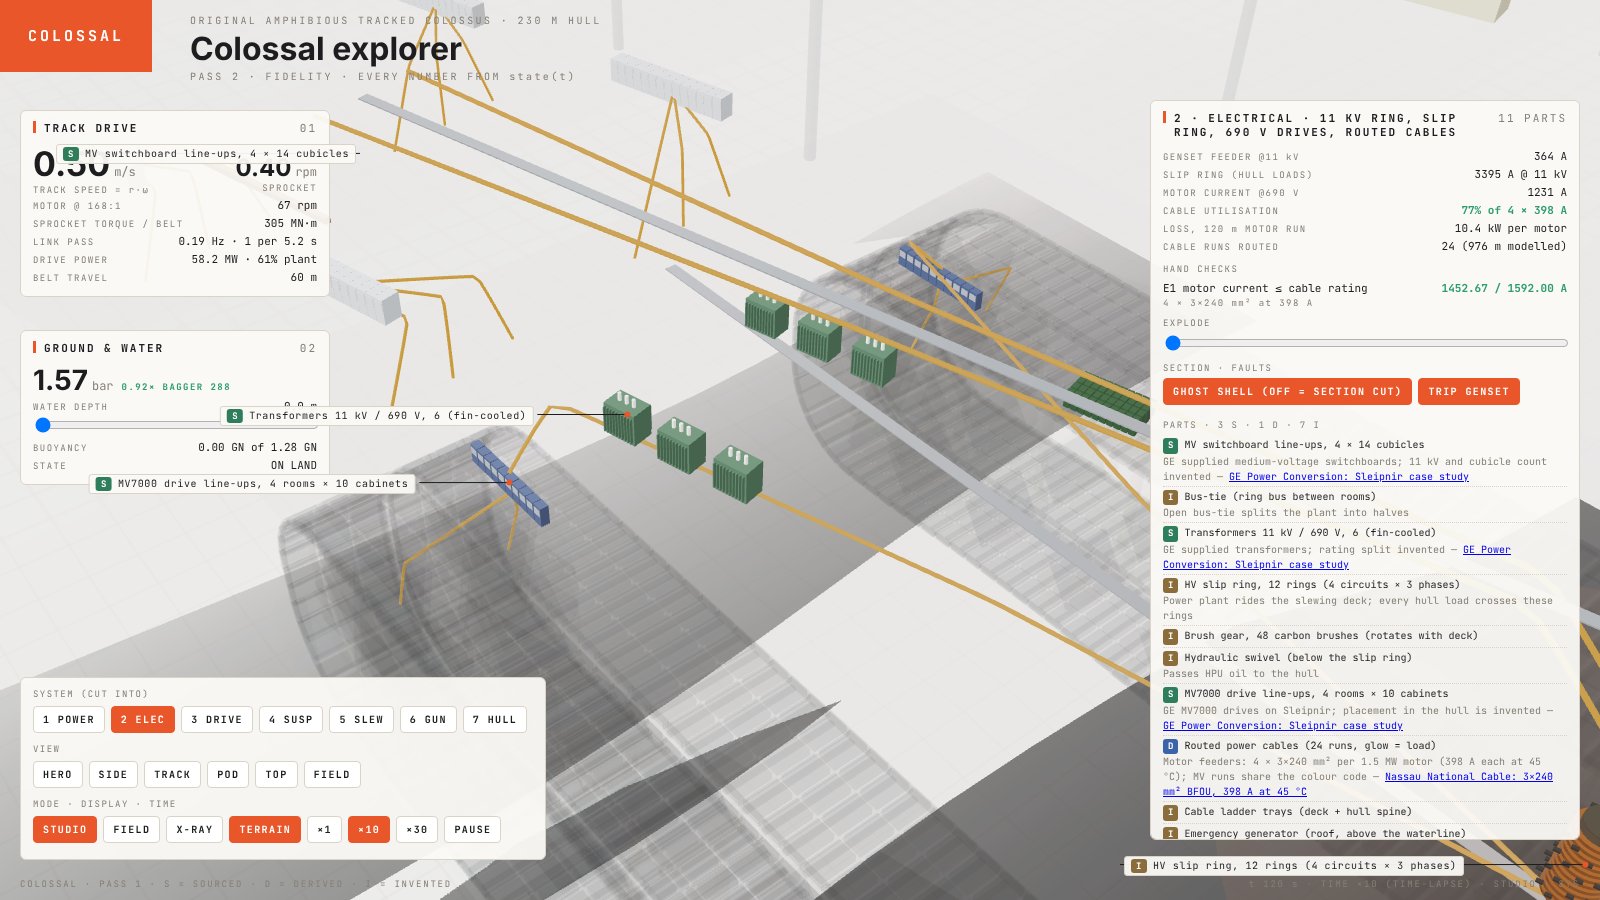 COLOSSAL
ORIGINAL AMPHIBIOUS TRACKED COLOSSUS · 230 M HULL
Colossal explorer
PASS 2 · FIDELITY · EVERY NUMBER FROM state(t)
TRACK DRIVE 01
S MV switchboard line-ups, 4 × 14 cubicles
0.50 m/s 0.40 rpm
TRACK SPEED = r·ω SPROCKET
MOTOR @ 168:1 67 rpm
SPROCKET TORQUE / BELT 305 MN·m
LINK PASS 0.19 Hz · 1 per 5.2 s
DRIVE POWER 58.2 MW · 61% plant
BELT TRAVEL 60 m
GROUND & WATER 02
1.57 bar 0.92× BAGGER 288
WATER DEPTH
S Transformers 11 kV / 690 V, 6 (fin-cooled)
BUOYANCY 0.00 GN of 1.28 GN
STATE ON LAND
S MV7000 drive line-ups, 4 rooms × 10 cabinets
SYSTEM (CUT INTO)
1 POWER 2 ELEC 3 DRIVE 4 SUSP 5 SLEW 6 GUN 7 HULL
VIEW
HERO SIDE TRACK POD TOP FIELD
MODE · DISPLAY · TIME
STUDIO FIELD X-RAY TERRAIN ×1 ×10 ×30 PAUSE
COLOSSAL · PASS 1 · S = SOURCED · D = DERIVED · I = INVENTED
2 · ELECTRICAL · 11 KV RING, SLIP RING, 690 V DRIVES, ROUTED CABLES 11 PARTS
GENSET FEEDER @11 kV 364 A
SLIP RING (HULL LOADS) 3395 A @ 11 kV
MOTOR CURRENT @690 V 1231 A
CABLE UTILISATION 77% of 4 × 398 A
LOSS, 120 m MOTOR RUN 10.4 kW per motor
CABLE RUNS ROUTED 24 (976 m modelled)
HAND CHECKS
E1 motor current ≤ cable rating 1452.67 / 1592.00 A
4 × 3×240 mm² at 398 A
EXPLODE
SECTION · FAULTS
GHOST SHELL (OFF = SECTION CUT) TRIP GENSET
PARTS · 3 S · 1 D · 7 I
S MV switchboard line-ups, 4 × 14 cubicles
GE supplied medium-voltage switchboards; 11 kV and cubicle count
invented — GE Power Conversion: Sleipnir case study
I Bus-tie (ring bus between rooms)
Open bus-tie splits the plant into halves
S Transformers 11 kV / 690 V, 6 (fin-cooled)
GE supplied transformers; rating split invented — GE Power
Conversion: Sleipnir case study
I HV slip ring, 12 rings (4 circuits × 3 phases)
Power plant rides the slewing deck; every hull load crosses these
rings
I Brush gear, 48 carbon brushes (rotates with deck)
I Hydraulic swivel (below the slip ring)
Passes HPU oil to the hull
S MV7000 drive line-ups, 4 rooms × 10 cabinets
GE MV7000 drives on Sleipnir; placement in the hull is invented —
GE Power Conversion: Sleipnir case study
D Routed power cables (24 runs, glow = load)
Motor feeders: 4 × 3×240 mm² per 1.5 MW motor (398 A each at 45
°C); MV runs share the colour code — Nassau National Cable: 3×240
mm² BFOU, 398 A at 45 °C
I Cable ladder trays (deck + hull spine)
I Emergency generator (roof, above the waterline)
I HV slip ring, 12 rings (4 circuits × 3 phases)
t 120 s · TIME ×10 (TIME-LAPSE) · STUDIO